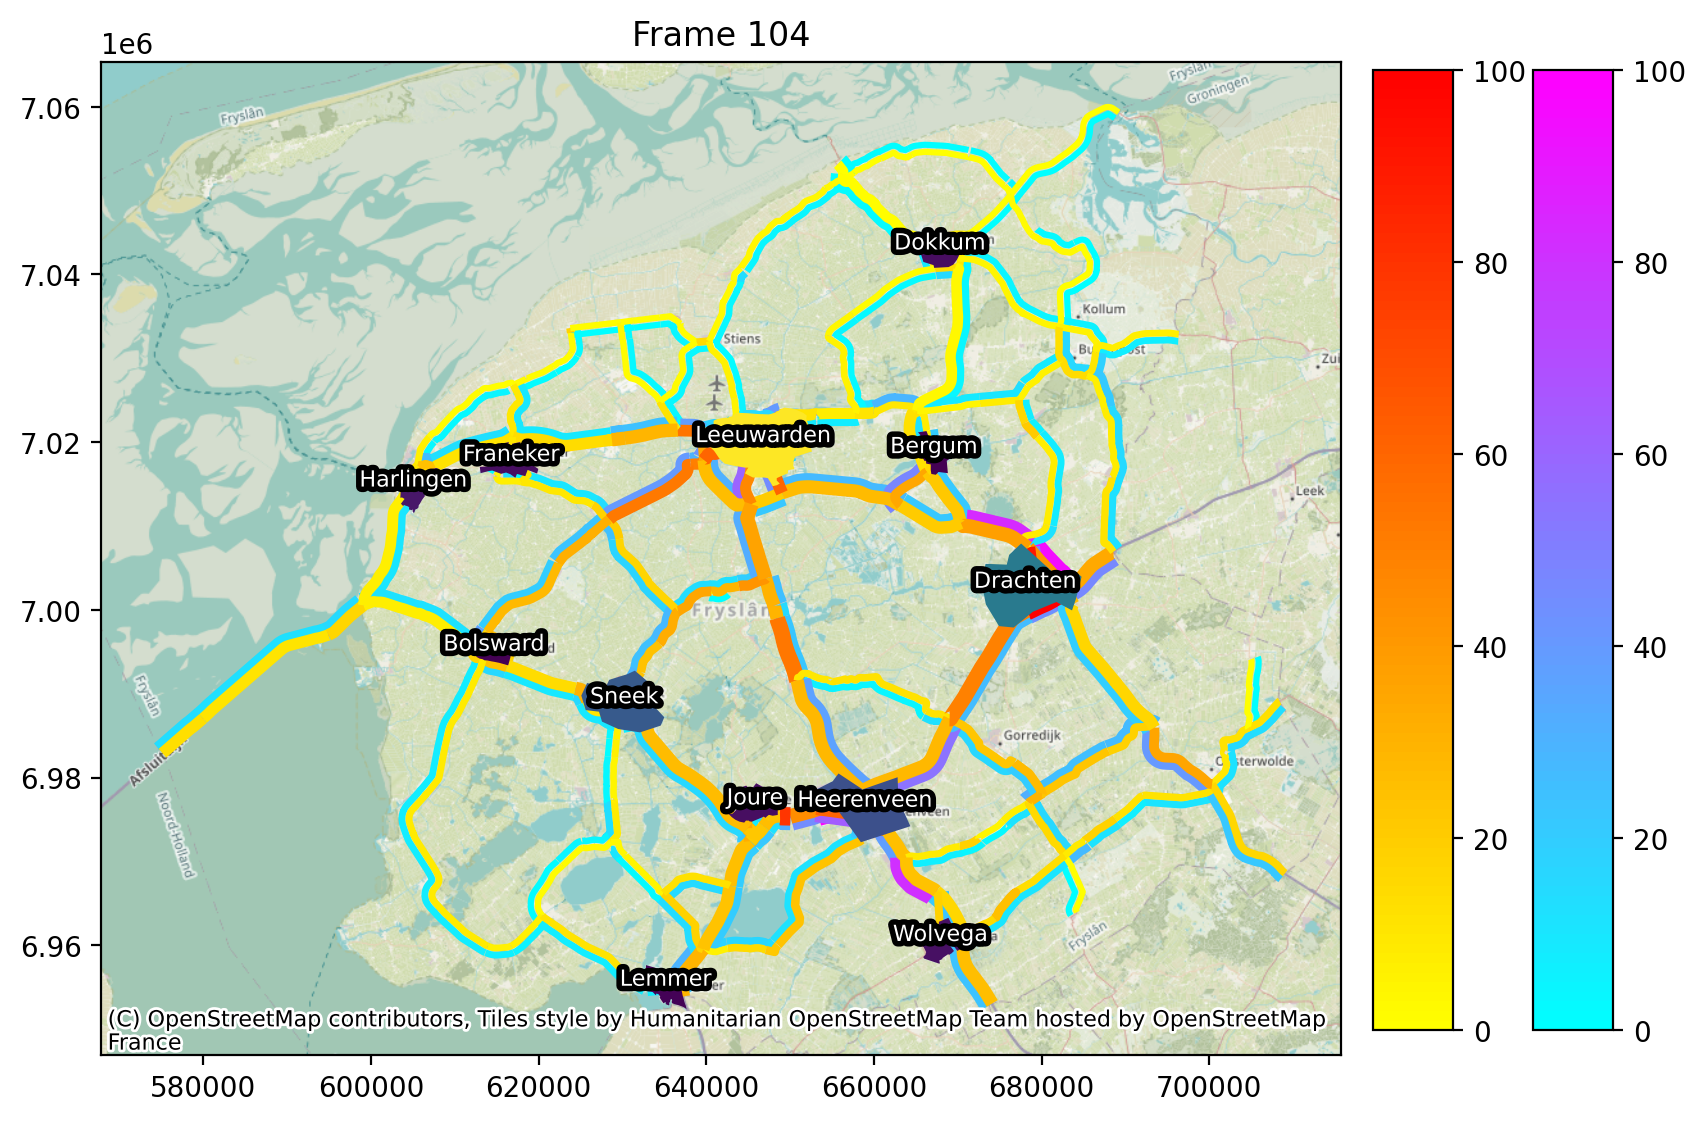 Frame 104
1e6
7.06
7.04
7.02
7.00
6.98
6.96
580000 600000 620000 640000 660000 680000 700000
Fryslân
Fryslân
Groningen
Dokkum
Kollum
Stiens
Zui
Leeuwarden
Bergum
Franeker
Harlingen
Leek
Drachten
Fryslân
Bolsward
Sneek
Fryslân
Gorredijk
Afsluit
Joure
Heerenveen
Noord-Holland
Wolvega
Fryslân
Lemmer
(C) OpenStreetMap contributors, Tiles style by Humanitarian OpenStreetMap Team hosted by OpenStreetMap
France
100
80
60
40
20
0
100
80
60
40
20
0